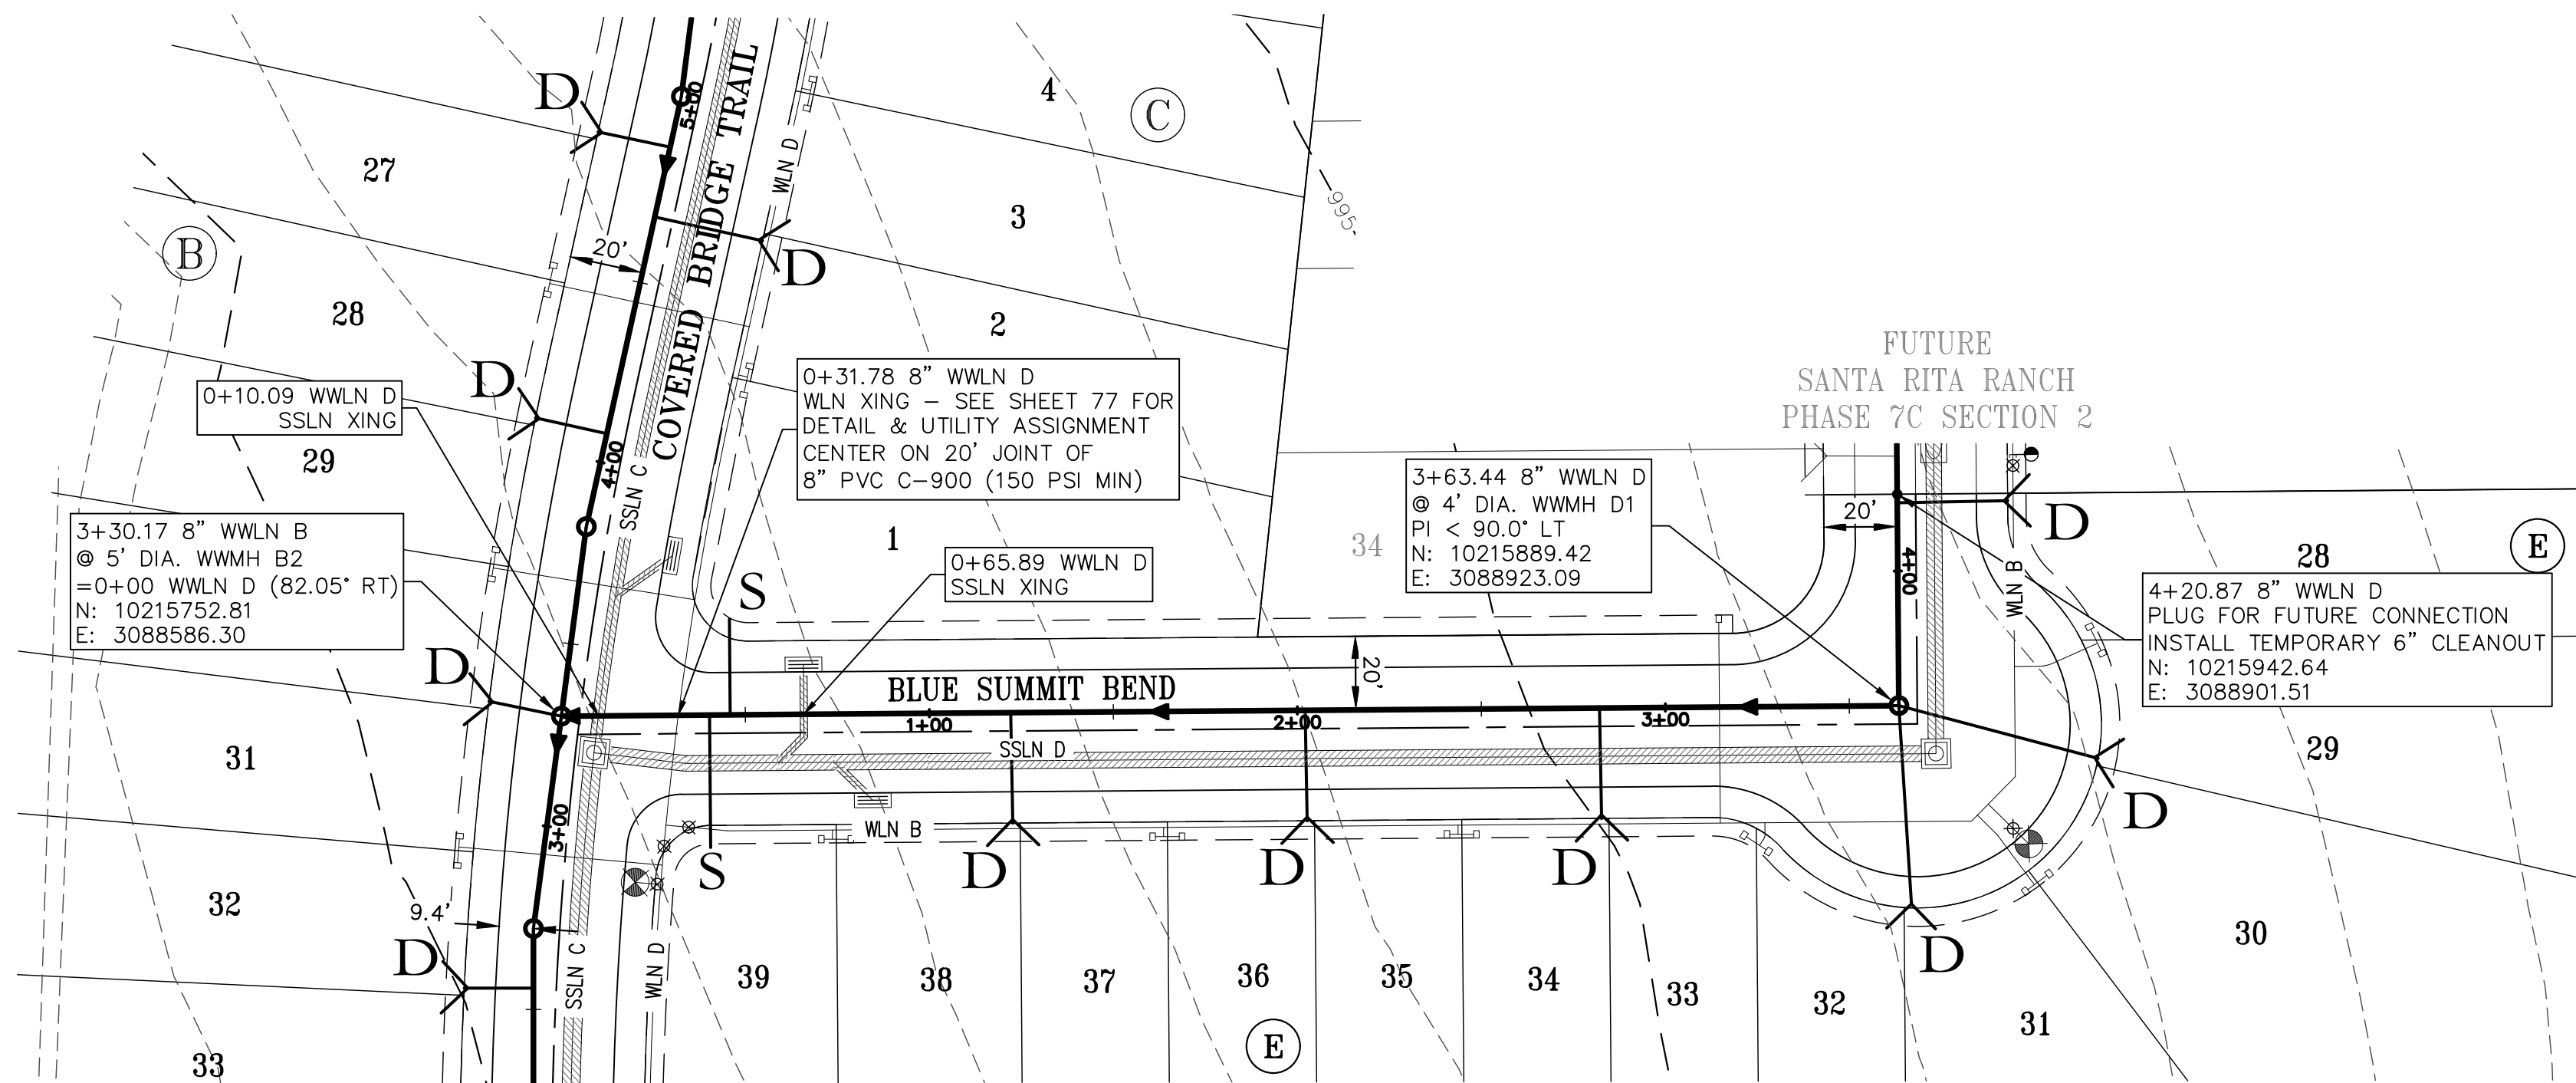 D
5+00
COVERED BRIDGE TRAIL
WLN D
4
C
27
3
995
B
20'
D
28
2
FUTURE
SANTA RITA RANCH
PHASE 7C SECTION 2
D
0+10.09 WWLN D
SSLN XING
0+31.78 8" WWLN D
WLN XING – SEE SHEET 77 FOR
DETAIL & UTILITY ASSIGNMENT
CENTER ON 20' JOINT OF
8" PVC C–900 (150 PSI MIN)
29
4+00
SSLN C
3+63.44 8" WWLN D
@ 4' DIA. WWMH D1
PI < 90.0° LT
N: 10215889.42
E: 3088923.09
20'
D
3+30.17 8" WWLN B
@ 5' DIA. WWMH B2
=0+00 WWLN D (82.05° RT)
N: 10215752.81
E: 3088586.30
1
34
4+00
WLN B
28
E
0+65.89 WWLN D
SSLN XING
S
4+20.87 8" WWLN D
PLUG FOR FUTURE CONNECTION
INSTALL TEMPORARY 6" CLEANOUT
N: 10215942.64
E: 3088901.51
D
20'
BLUE SUMMIT BEND
1+00
2+00
3+00
SSLN D
31
29
3+00
WLN B
D
S
D
D
D
32
9.4'
D
D
30
39
38
37
36
35
34
33
32
31
SSLN C
WLN D
E
33